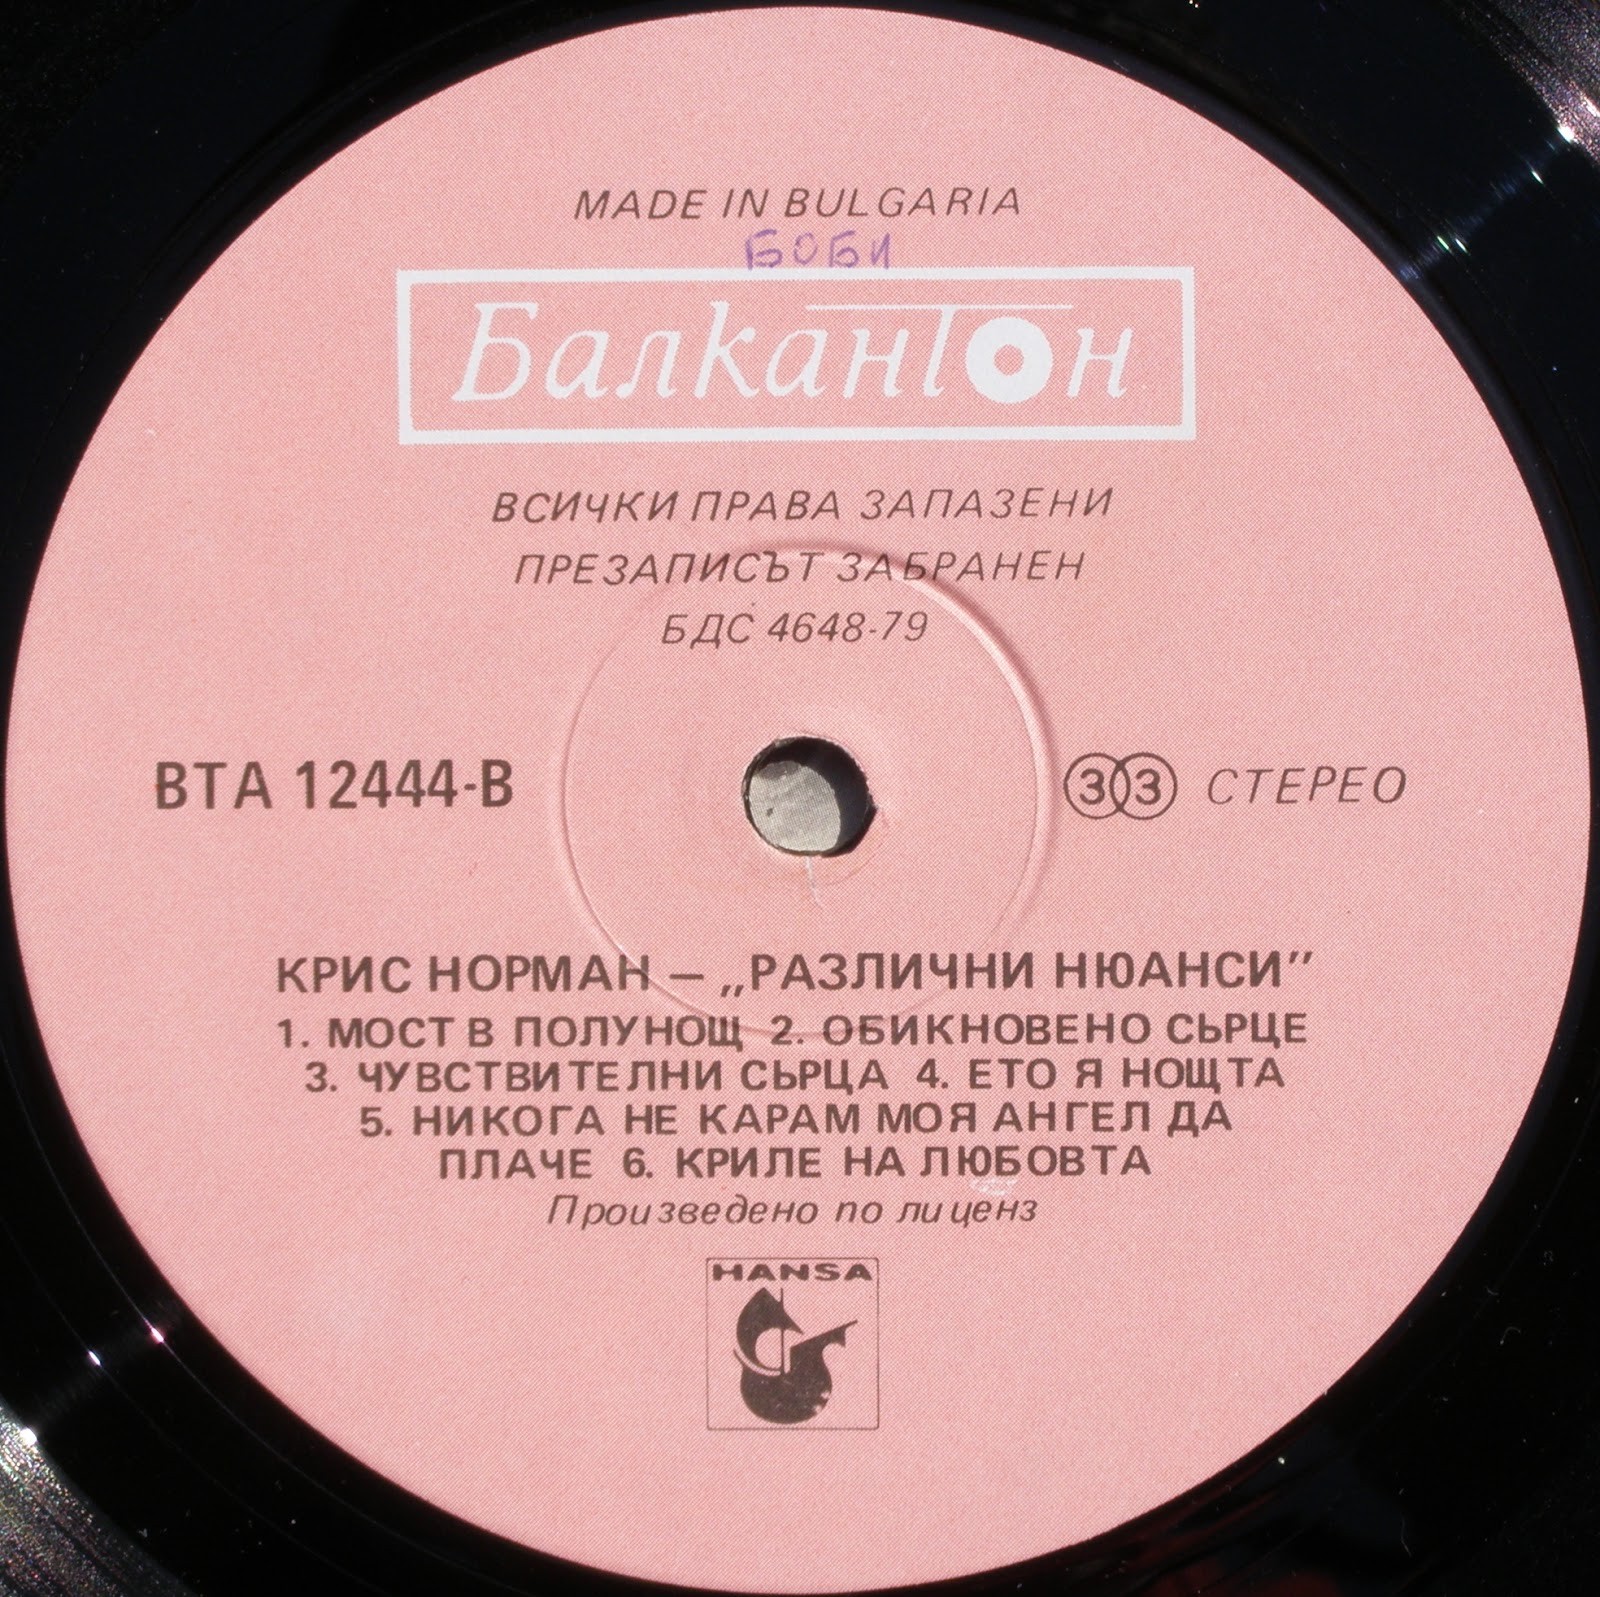 MADE IN BULGARIA
БОБИ
Балкантон
ВСИЧКИ ПРАВА ЗАПАЗЕНИ
ПРЕЗАПИСЪТ ЗАБРАНЕН
БДС 4648-79
ВТА 12444-В
33 СТЕРЕО
КРИС НОРМАН — „РАЗЛИЧНИ НЮАНСИ”
1. МОСТ В ПОЛУНОЩ 2. ОБИКНОВЕНО СЬРЦЕ
3. ЧУВСТВИТЕЛНИ СЬРЦА 4. ЕТО Я НОЩТА
5. НИКОГА НЕ КАРАМ МОЯ АНГЕЛ ДА
ПЛАЧЕ 6. КРИЛЕ НА ЛЮБОВТА
Произведено по лиценз
HANSA